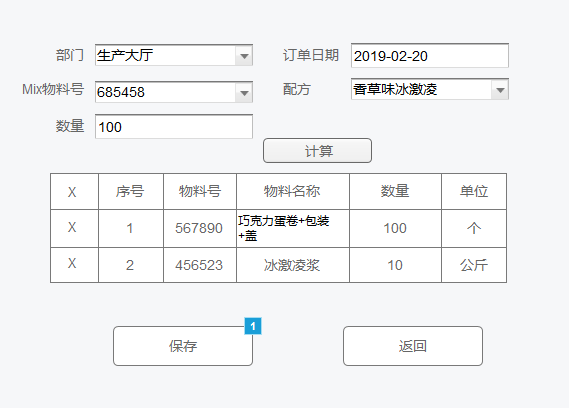 部门 生产大厅 订单日期 2019-02-20
Mix物料号 685458 配方 香草味冰激凌
数量 100
计算
X 序号 物料号 物料名称 数量 单位
X 1 567890 巧克力蛋卷+包装
+盖 100 个
X 2 456523 冰激凌浆 10 公斤
1
保存 返回